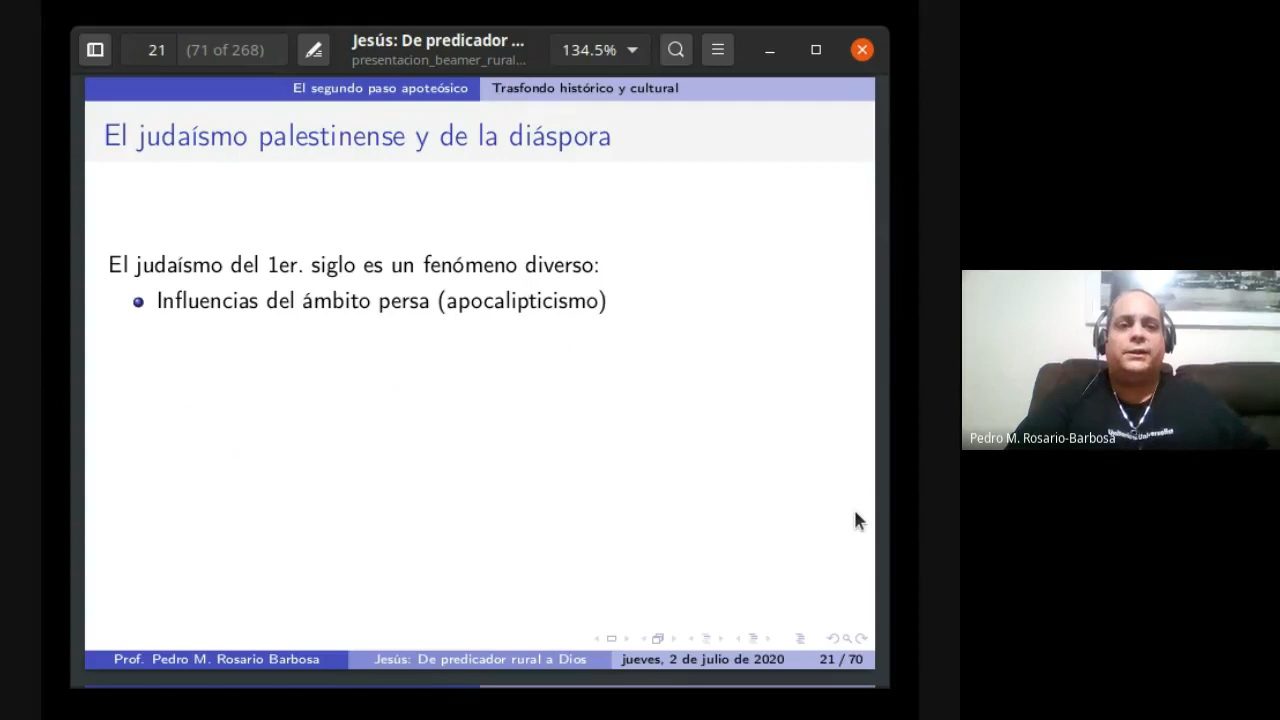 21 (71 of 268) Jesús: De predicador ... 134.5%
presentacion_beamer_rural...
El segundo paso apoteósico Trasfondo histórico y cultural
El judaísmo palestinense y de la diáspora
El judaísmo del 1er. siglo es un fenómeno diverso:
Influencias del ámbito persa (apocalipticismo)
Pedro M. Rosario-Barbosa
Prof. Pedro M. Rosario Barbosa Jesús: De predicador rural a Dios jueves, 2 de julio de 2020 21 / 70